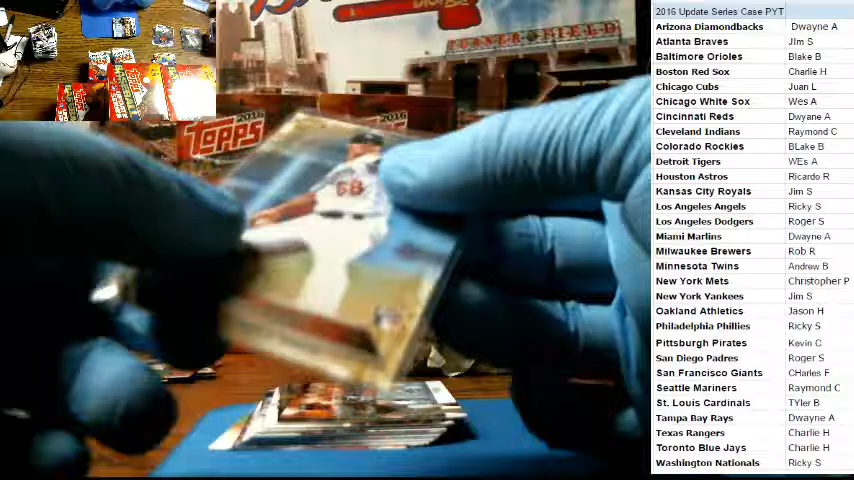 2016 Update Series Case PYT
Arizona Diamondbacks Dwayne A
Atlanta Braves JIm S
Baltimore Orioles Blake B
Boston Red Sox Charlie H
Chicago Cubs Juan L
Chicago White Sox Wes A
Cincinnati Reds Dwyane A
Cleveland Indians Raymond C
Colorado Rockies BLake B
Detroit Tigers WEs A
Houston Astros Ricardo R
Kansas City Royals Jim S
Los Angeles Angels Ricky S
Los Angeles Dodgers Roger S
Miami Marlins Dwayne A
Milwaukee Brewers Rob R
Minnesota Twins Andrew B
New York Mets Christopher P
New York Yankees Jim S
Oakland Athletics Jason H
Philadelphia Phillies Ricky S
Pittsburgh Pirates Kevin C
San Diego Padres Roger S
San Francisco Giants CHarles F
Seattle Mariners Raymond C
St. Louis Cardinals TYler B
Tampa Bay Rays Dwayne A
Texas Rangers Charlie H
Toronto Blue Jays Charlie H
Washington Nationals Ricky S
TURNER FIELD
2016
TOPPS
2016
68